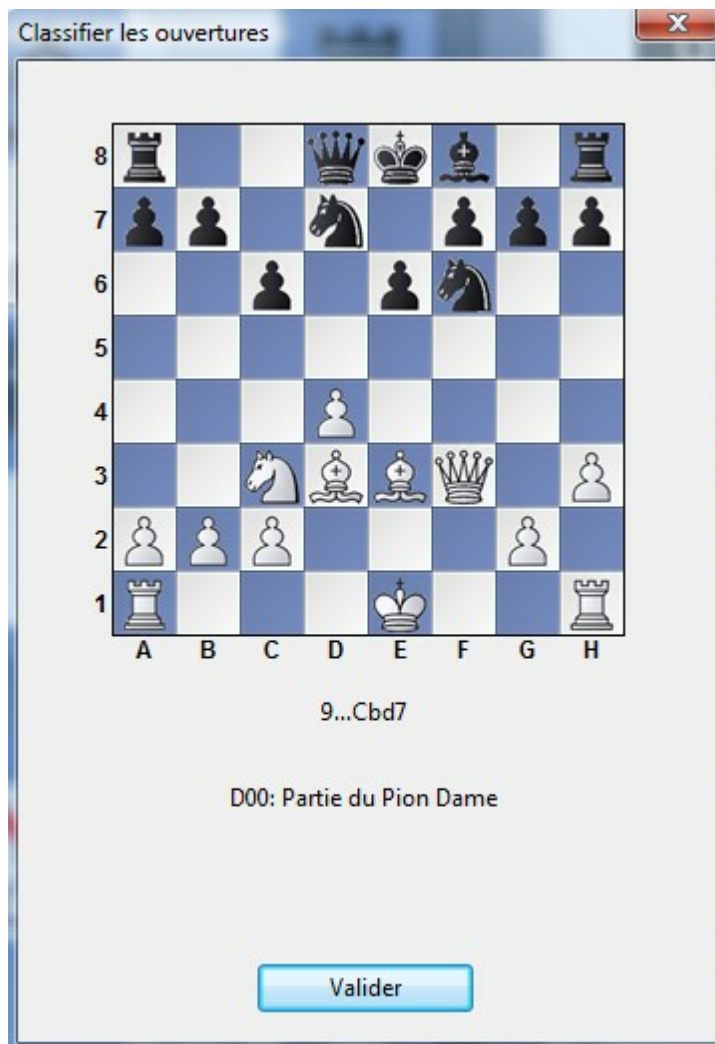 Classifier les ouvertures
X
8
7
6
5
4
3
2
1
A B C D E F G H
9...Cbd7
D00: Partie du Pion Dame
Valider